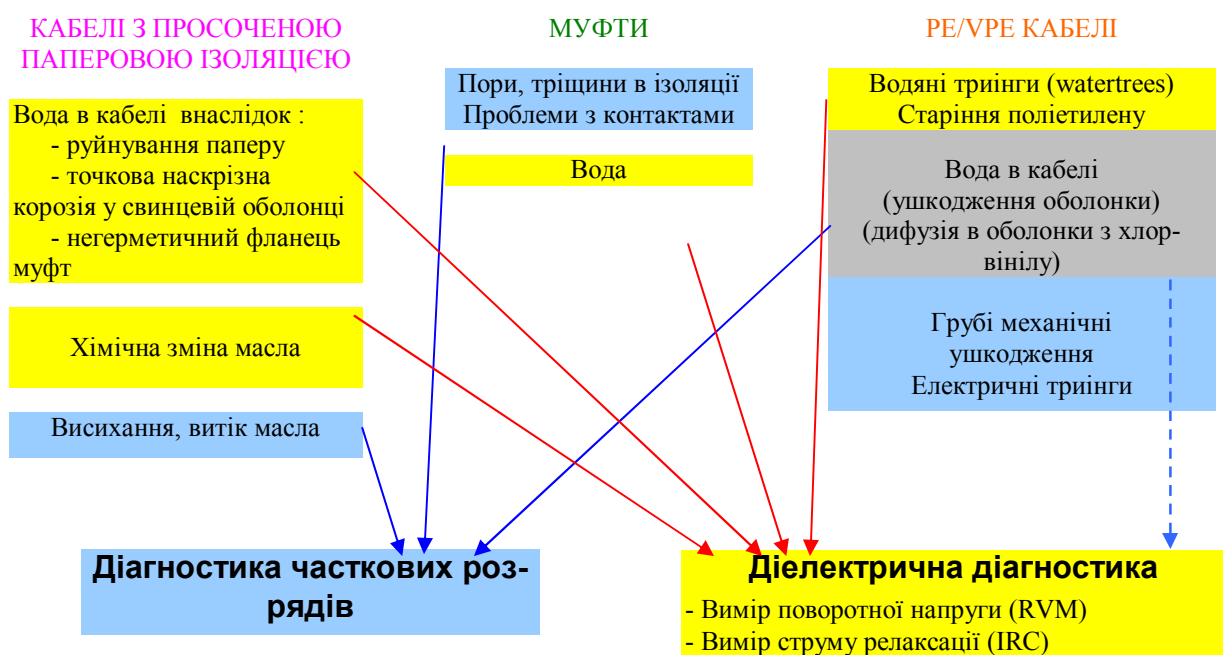 КАБЕЛІ З ПРОСОЧЕНОЮ
ПАПЕРОВОЮ ІЗОЛЯЦІЄЮ
Вода в кабелі внаслідок :
- руйнування паперу
- точкова наскрізна
корозія у свинцевій оболонці
- негерметичний фланець
муфт
Хімічна зміна масла
Висихання, витік масла
МУФТИ
Пори, тріщини в ізоляції
Проблеми з контактами
Вода
PE/VPE КАБЕЛІ
Водяні триінги (watertrees)
Старіння поліетилену
Вода в кабелі
(ушкодження оболонки)
(дифузія в оболонки з хлор-
вінілу)
Грубі механічні
ушкодження
Електричні триінги
Діагностика часткових роз-
рядів
Діелектрична діагностика
- Вимір поворотної напруги (RVM)
- Вимір струму релаксації (IRC)